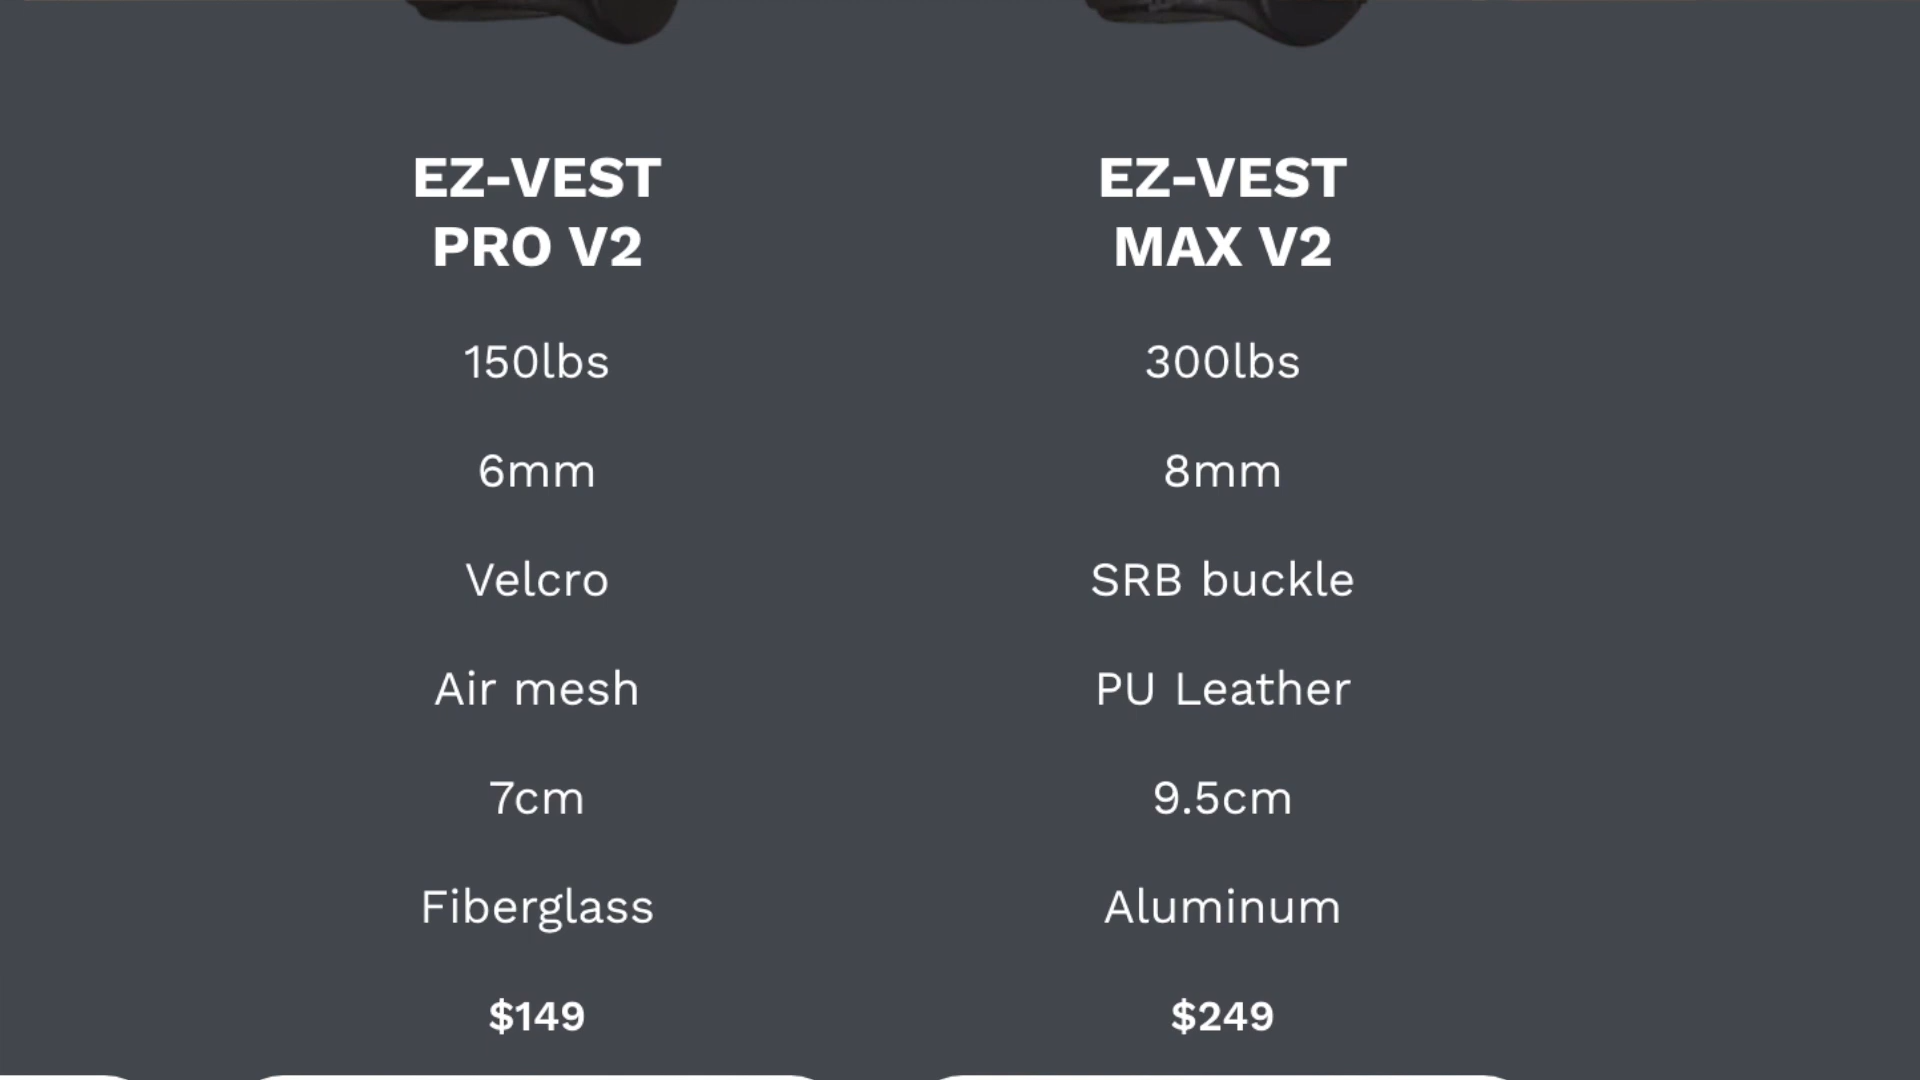 EZ-VEST
PRO V2
150lbs
6mm
Velcro
Air mesh
7cm
Fiberglass
$149
EZ-VEST
MAX V2
300lbs
8mm
SRB buckle
PU Leather
9.5cm
Aluminum
$249